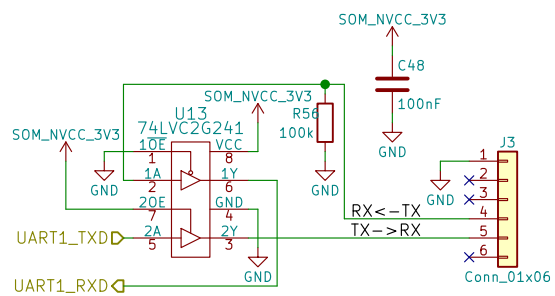 SOM_NVCC_3V3
C48
100nF
GND
SOM_NVCC_3V3
R56
100k
GND
U13
74LVC2G241
SOM_NVCC_3V3
1OE
1
VCC
8
GND
1A
2
1Y
6
2OE
7
GND
4
UART1_TXD
2A
5
2Y
3
GND
UART1_RXD
J3
1
2
3
4
5
6
GND
RX<-TX
TX->RX
Conn_01x06